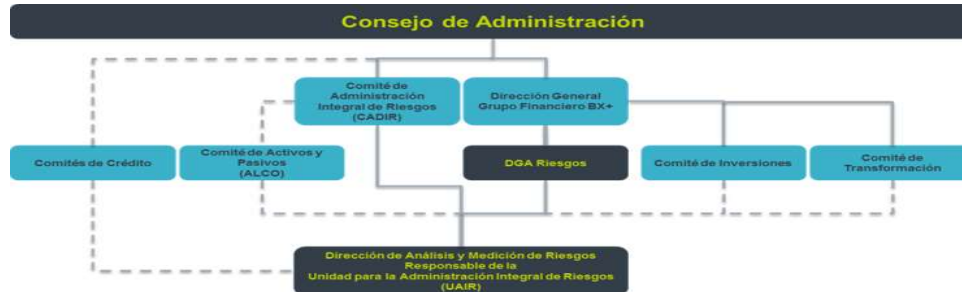 Consejo de Administración
Comité de
Administración
Integral de Riesgos
(CADIR)
Dirección General
Grupo Financiero BX+
Comités de Crédito
Comité de Activos y
Pasivos
(ALCO)
DGA Riesgos
Comité de Inversiones
Comité de
Transformación
Dirección de Análisis y Medición de Riesgos
Responsable de la
Unidad para la Administración Integral de Riesgos
(UAIR)